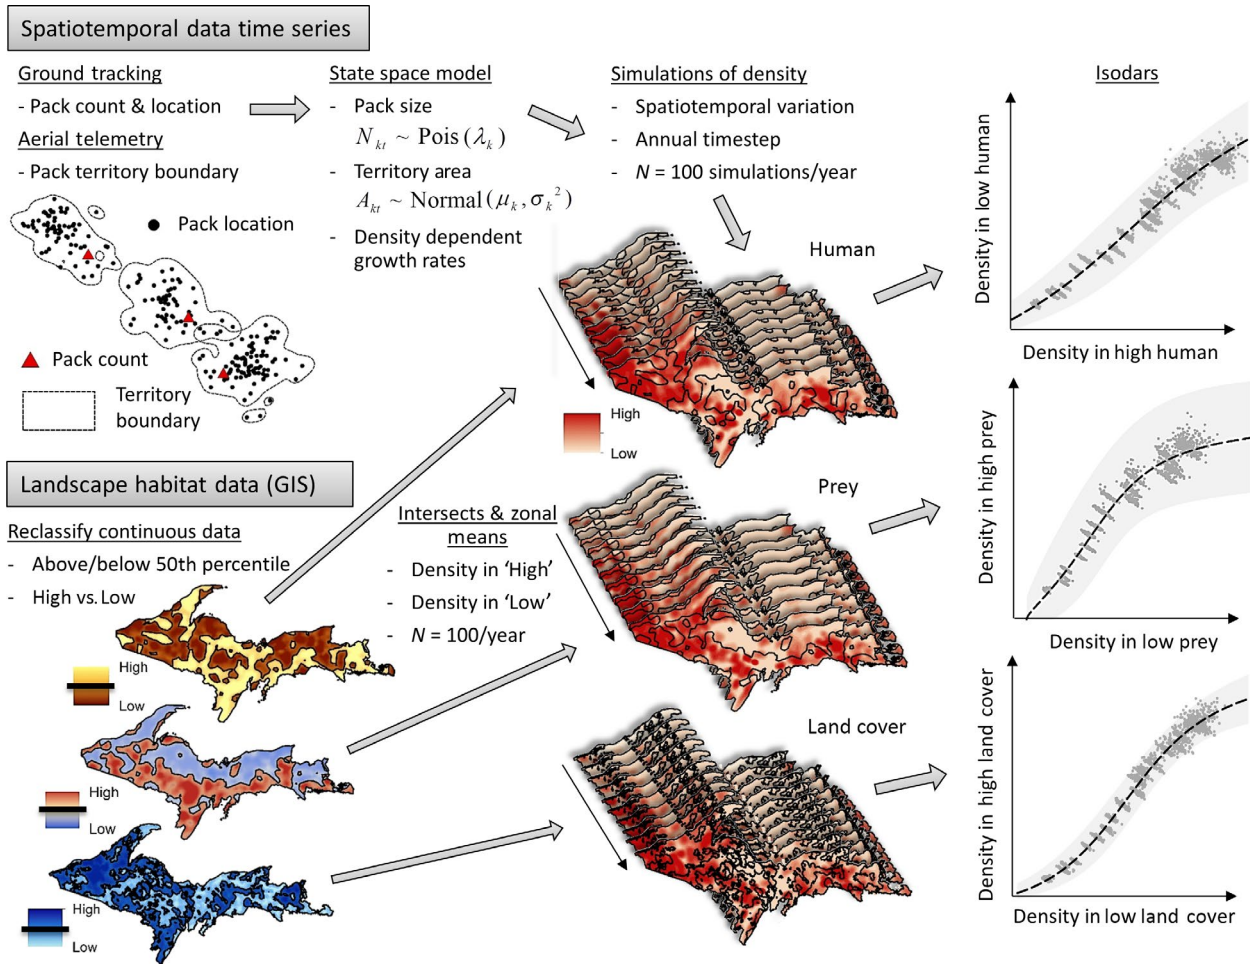 Spatiotemporal data time series
Ground tracking
- Pack count & location
Aerial telemetry
- Pack territory boundary
Pack location
Pack count
Territory
boundary
State space model
- Pack size
N_kt ~ Pois (λ_k)
- Territory area
A_kt ~ Normal (μ_k, σ_k²)
- Density dependent
growth rates
Simulations of density
- Spatiotemporal variation
- Annual timestep
- N = 100 simulations/year
Human
High
Low
Isodars
Density in low human
Density in high human
Landscape habitat data (GIS)
Reclassify continuous data
- Above/below 50th percentile
- High vs. Low
High
Low
High
Low
High
Low
Intersects & zonal
means
- Density in ‘High’
- Density in ‘Low’
- N = 100/year
Prey
Density in high prey
Density in low prey
Land cover
Density in high land cover
Density in low land cover